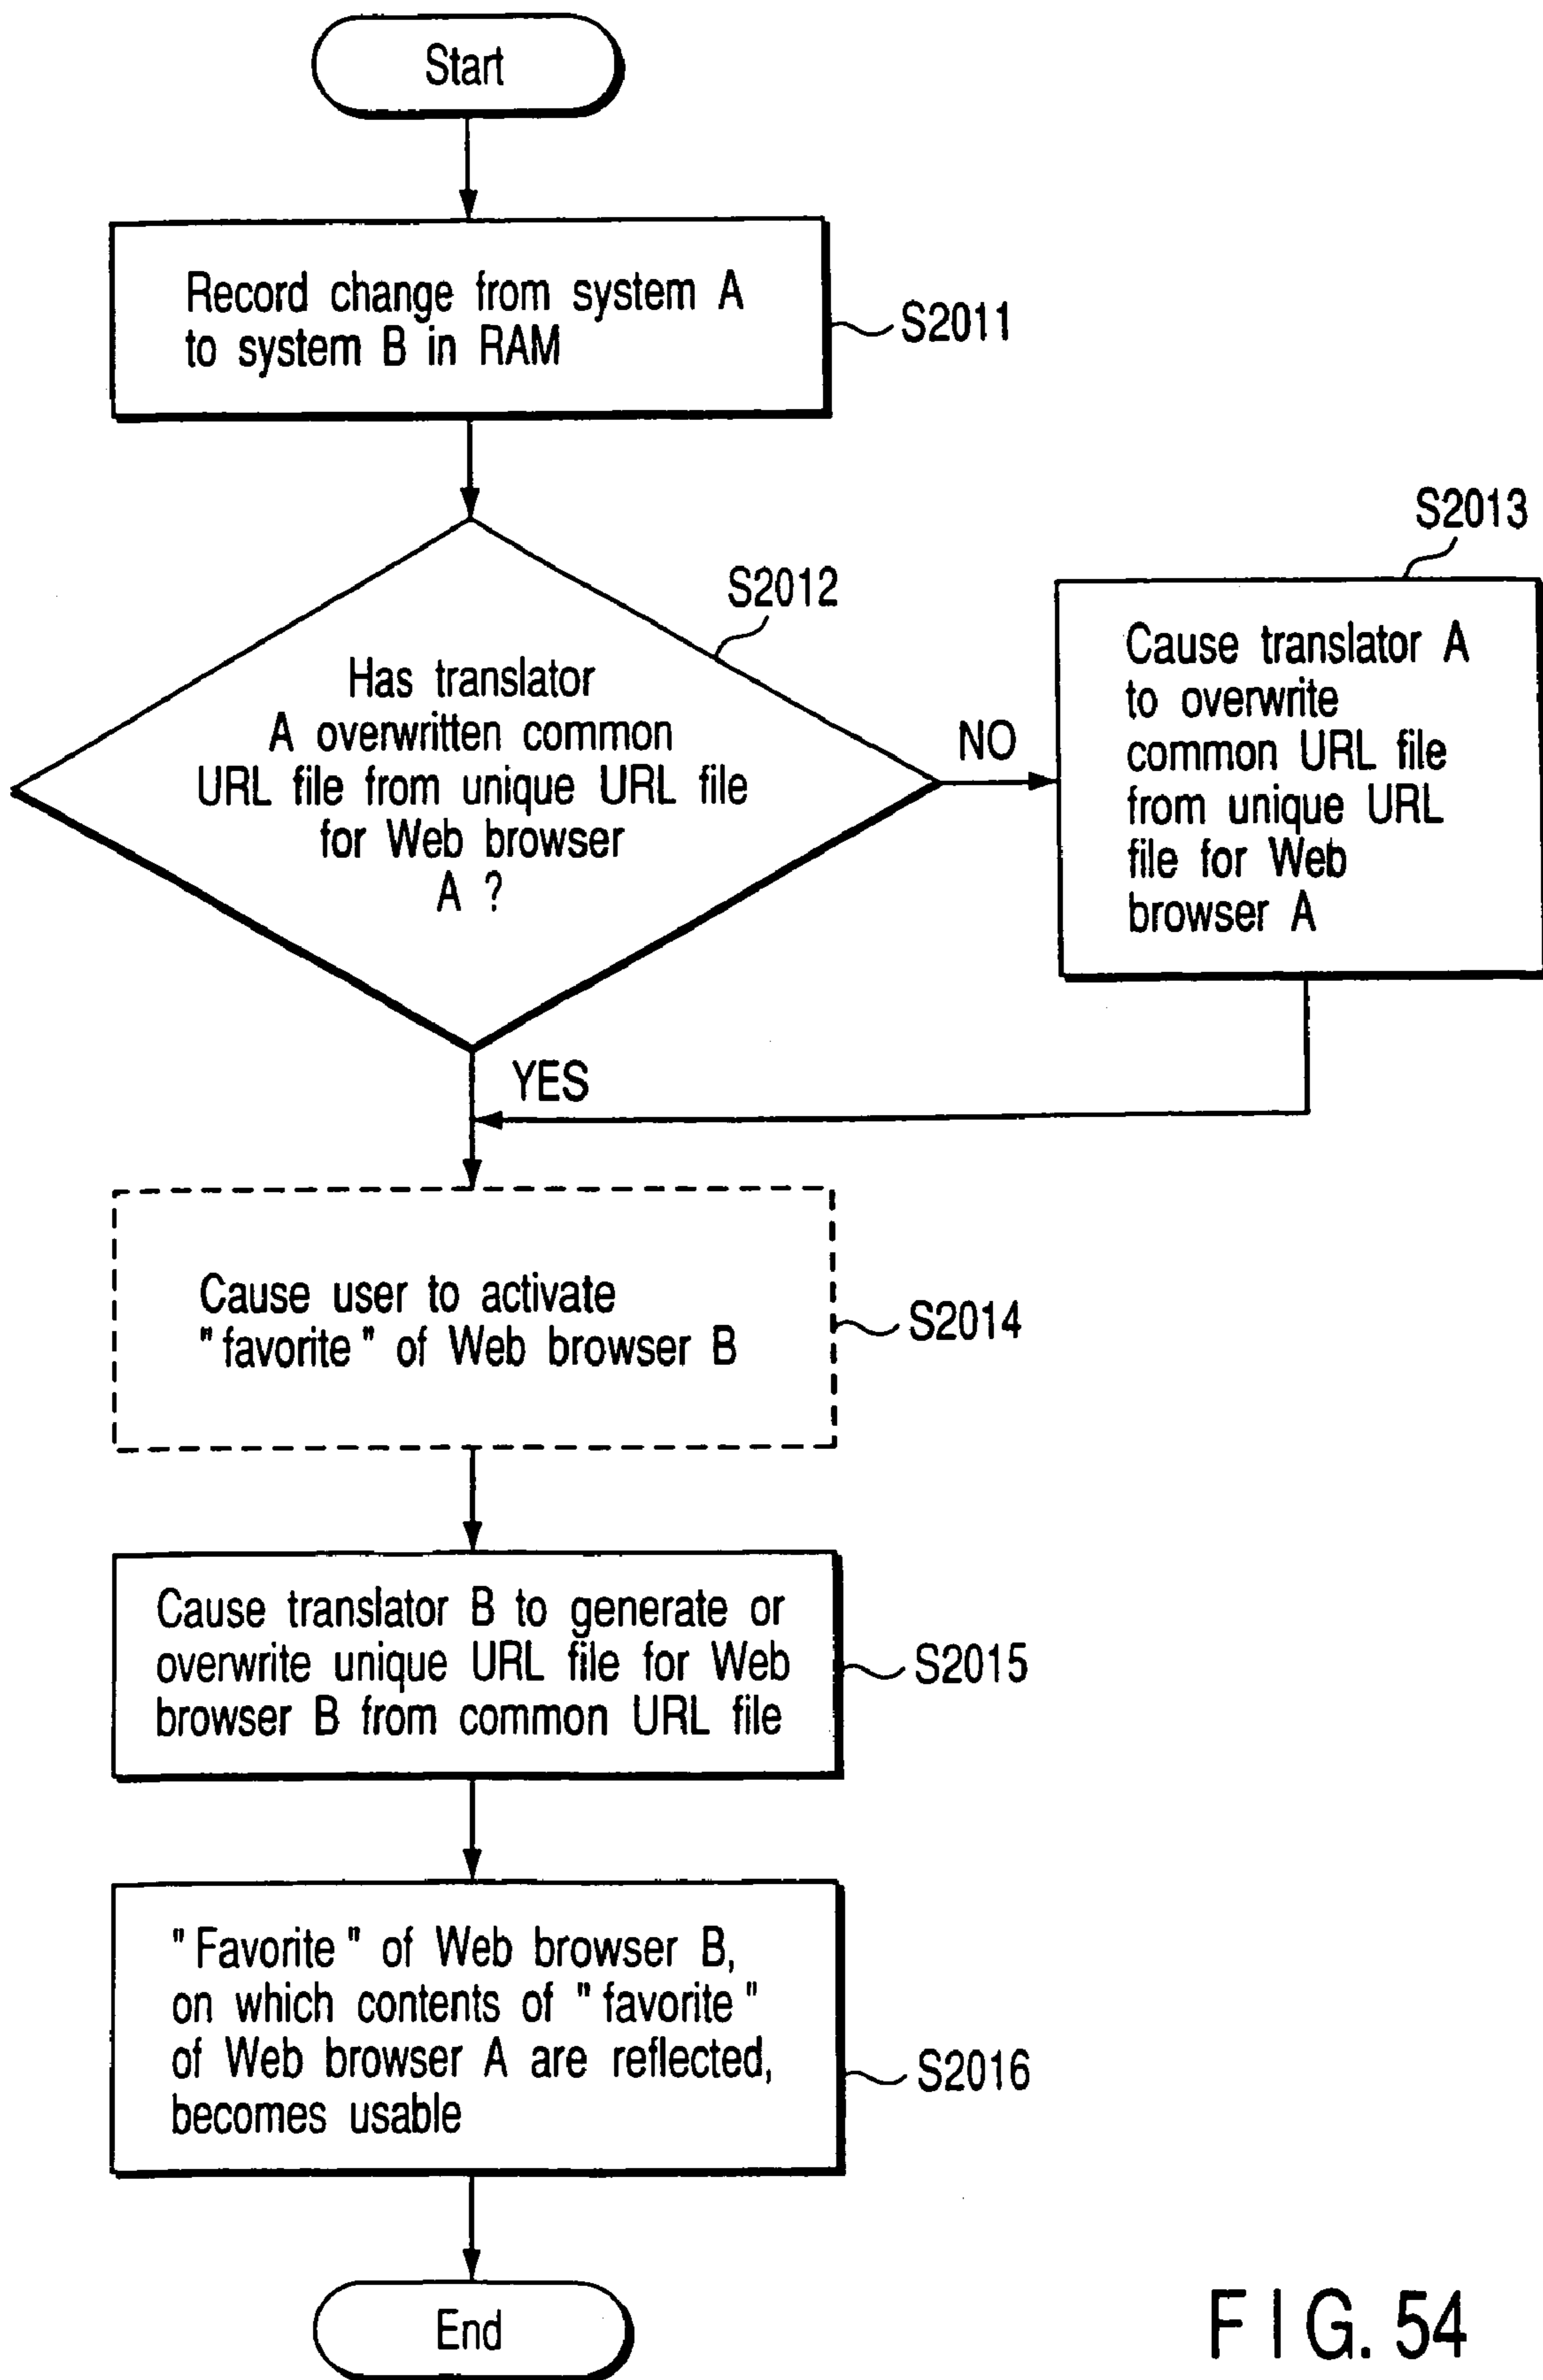 Start
Record change from system A
to system B in RAM
S2011
S2012
Has translator
A overwritten common
URL file from unique URL file
for Web browser
A ?
NO
YES
S2013
Cause translator A
to overwrite
common URL file
from unique URL
file for Web
browser A
Cause user to activate
"favorite" of Web browser B
S2014
Cause translator B to generate or
overwrite unique URL file for Web
browser B from common URL file
S2015
"Favorite" of Web browser B,
on which contents of "favorite"
of Web browser A are reflected,
becomes usable
S2016
End
FIG. 54